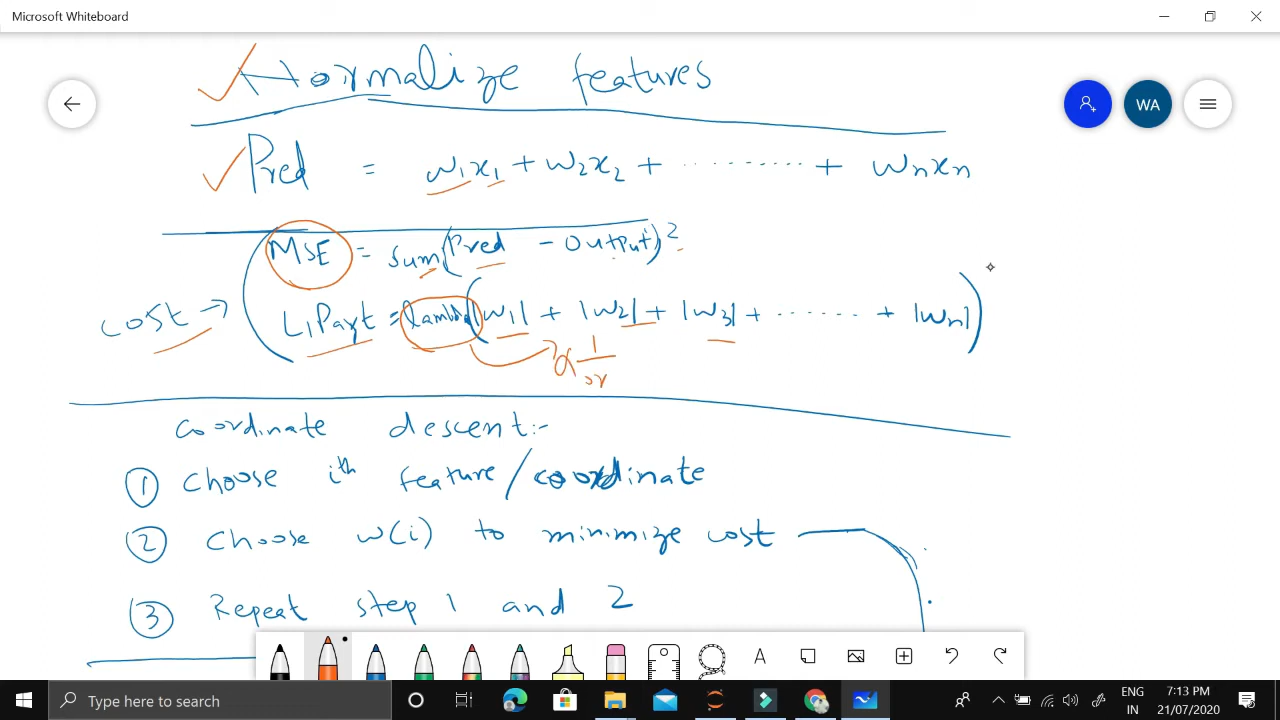 Microsoft Whiteboard
Normalize features
WA
Pred = w1x1 + w2x2 + .......... + wnxn
MSE = sum(Pred - Output)²
cost → L1 Part = lambda(|w1| + |w2| + |w3| + ...... + |wn|)
∝ 1
or
coordinate descent:-
① choose ith feature/coordinate
② choose w(i) to minimize cost
③ Repeat step 1 and 2
A
Type here to search
ENG
IN
7:13 PM
21/07/2020